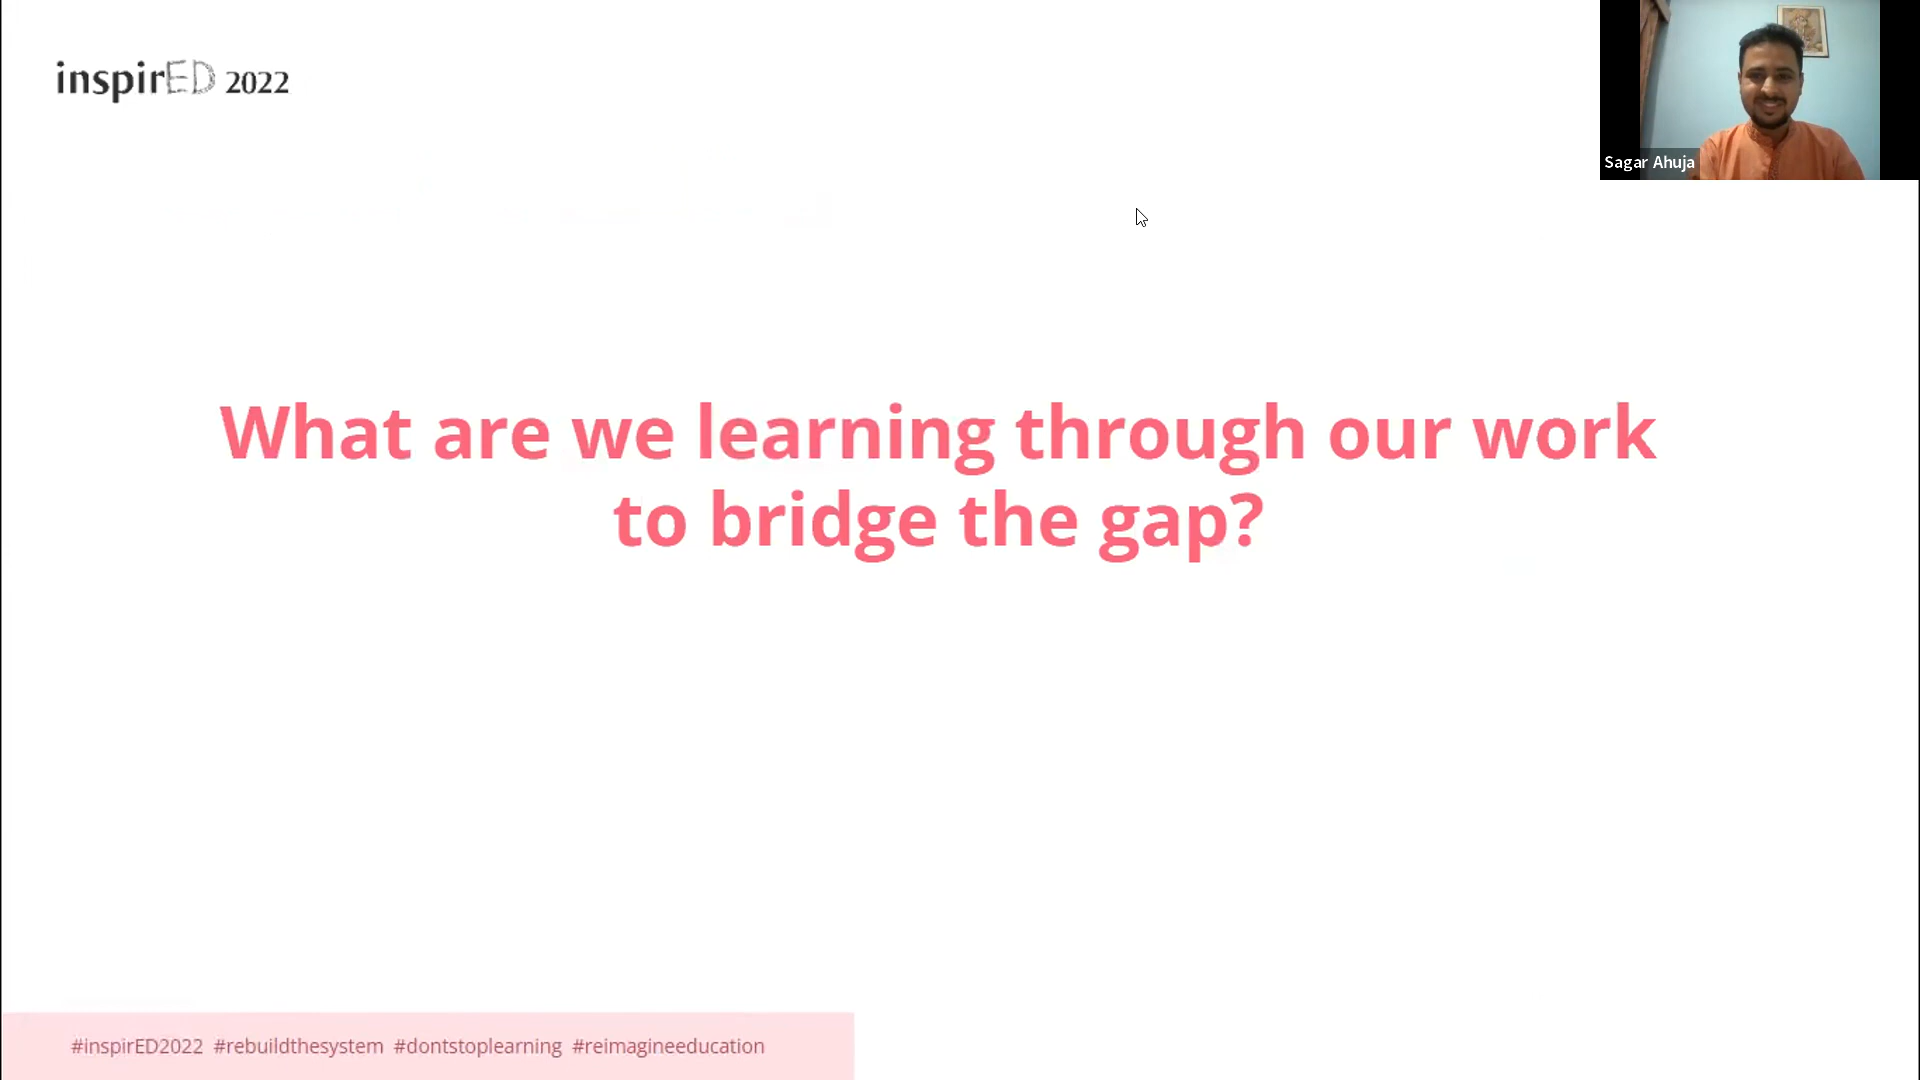 inspirED 2022
Sagar Ahuja
What are we learning through our work
to bridge the gap?
#inspirED2022 #rebuildthesystem #dontstoplearning #reimagineeducation